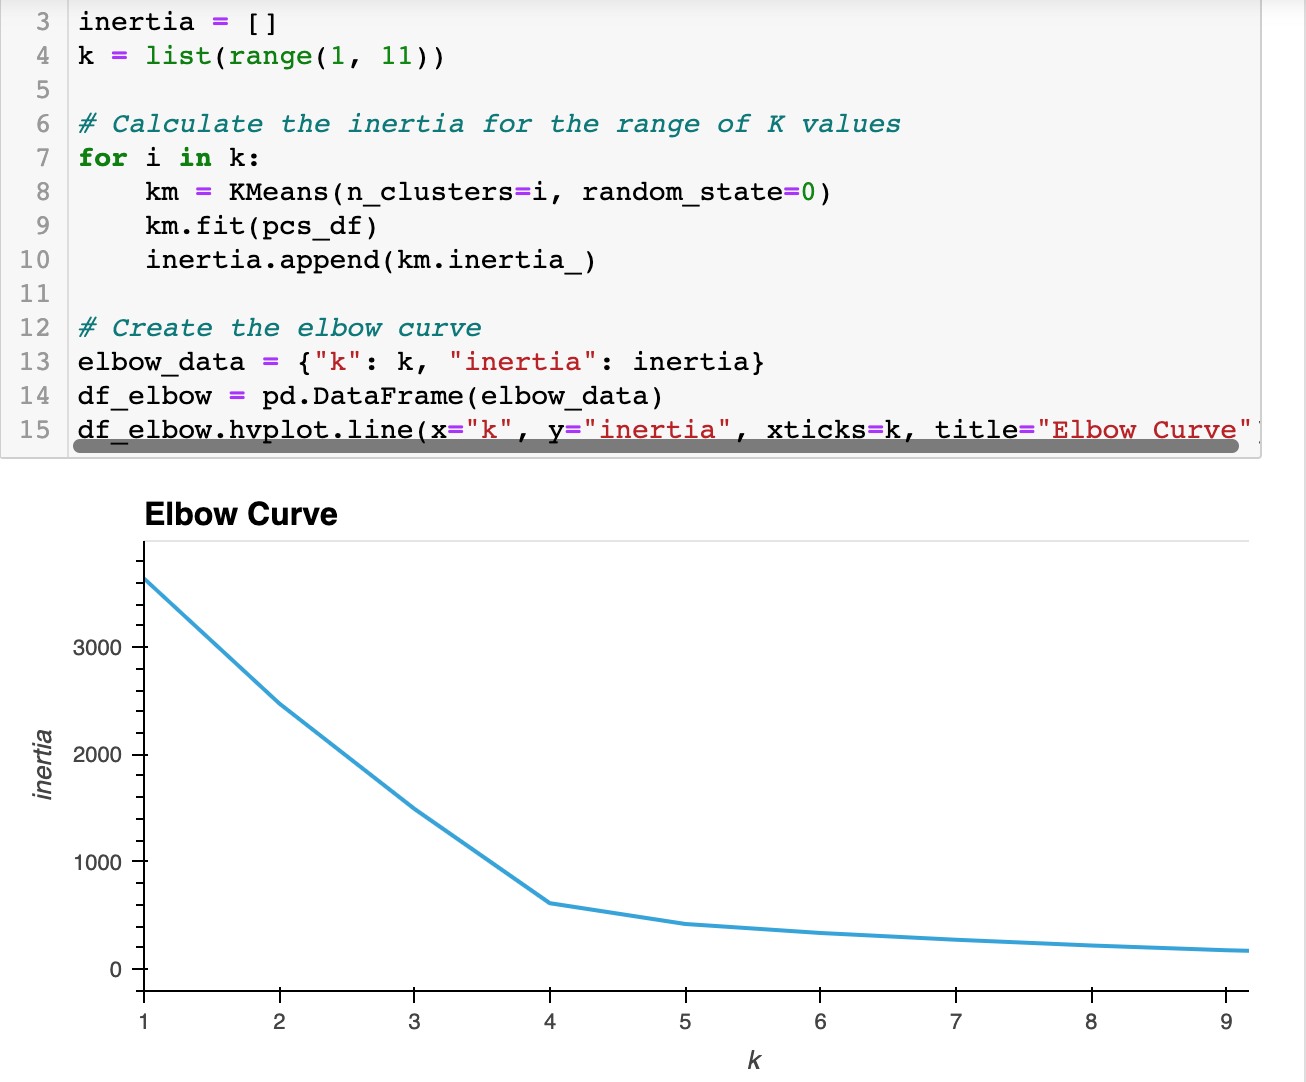 3 inertia = []
4 k = list(range(1, 11))
5
6 # Calculate the inertia for the range of K values
7 for i in k:
8     km = KMeans(n_clusters=i, random_state=0)
9     km.fit(pcs_df)
10     inertia.append(km.inertia_)
11
12 # Create the elbow curve
13 elbow_data = {"k": k, "inertia": inertia}
14 df_elbow = pd.DataFrame(elbow_data)
15 df_elbow.hvplot.line(x="k", y="inertia", xticks=k, title="Elbow Curve")
Elbow Curve
3000
2000
1000
0
inertia
1 2 3 4 5 6 7 8 9
k